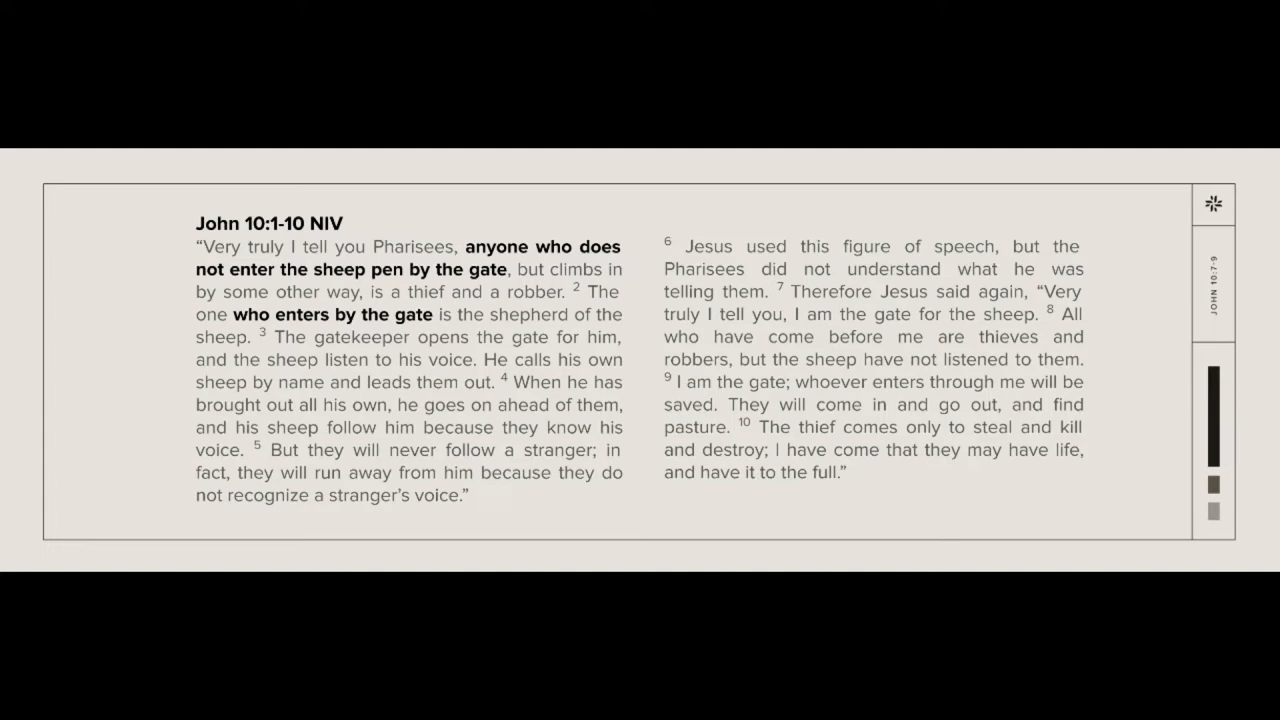 John 10:1-10 NIV
“Very truly I tell you Pharisees, anyone who does
not enter the sheep pen by the gate, but climbs in
by some other way, is a thief and a robber. 2 The
one who enters by the gate is the shepherd of the
sheep. 3 The gatekeeper opens the gate for him,
and the sheep listen to his voice. He calls his own
sheep by name and leads them out. 4 When he has
brought out all his own, he goes on ahead of them,
and his sheep follow him because they know his
voice. 5 But they will never follow a stranger; in
fact, they will run away from him because they do
not recognize a stranger’s voice.”
6 Jesus used this figure of speech, but the
Pharisees did not understand what he was
telling them. 7 Therefore Jesus said again, “Very
truly I tell you, I am the gate for the sheep. 8 All
who have come before me are thieves and
robbers, but the sheep have not listened to them.
9 I am the gate; whoever enters through me will be
saved. They will come in and go out, and find
pasture. 10 The thief comes only to steal and kill
and destroy; I have come that they may have life,
and have it to the full.”
JOHN 10:7-9